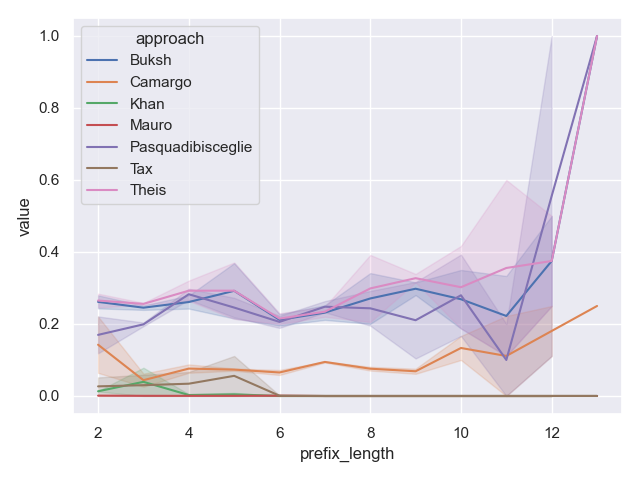 approach
Buksh
Camargo
Khan
Mauro
Pasquadibisceglie
Tax
Theis
1.0
0.8
0.6
0.4
0.2
0.0
value
2 4 6 8 10 12
prefix_length